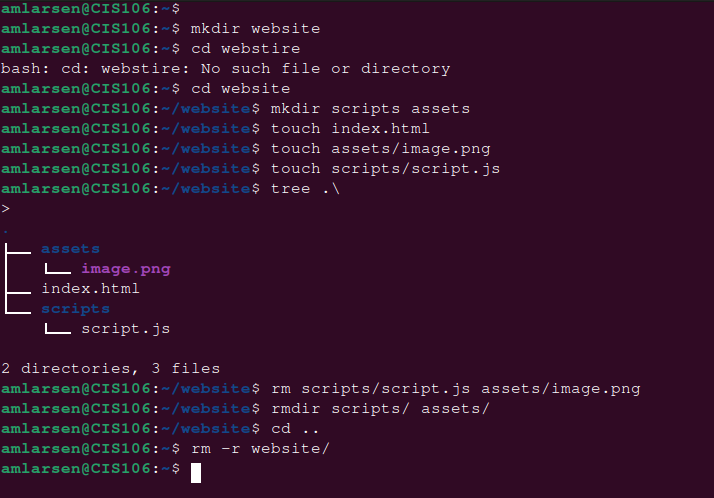 amlarsen@CIS106:~$
amlarsen@CIS106:~$ mkdir website
amlarsen@CIS106:~$ cd webstire
bash: cd: webstire: No such file or directory
amlarsen@CIS106:~$ cd website
amlarsen@CIS106:~/website$ mkdir scripts assets
amlarsen@CIS106:~/website$ touch index.html
amlarsen@CIS106:~/website$ touch assets/image.png
amlarsen@CIS106:~/website$ touch scripts/script.js
amlarsen@CIS106:~/website$ tree .\
>
.
├── assets
│   └── image.png
├── index.html
└── scripts
    └── script.js
2 directories, 3 files
amlarsen@CIS106:~/website$ rm scripts/script.js assets/image.png
amlarsen@CIS106:~/website$ rmdir scripts/ assets/
amlarsen@CIS106:~/website$ cd ..
amlarsen@CIS106:~$ rm -r website/
amlarsen@CIS106:~$